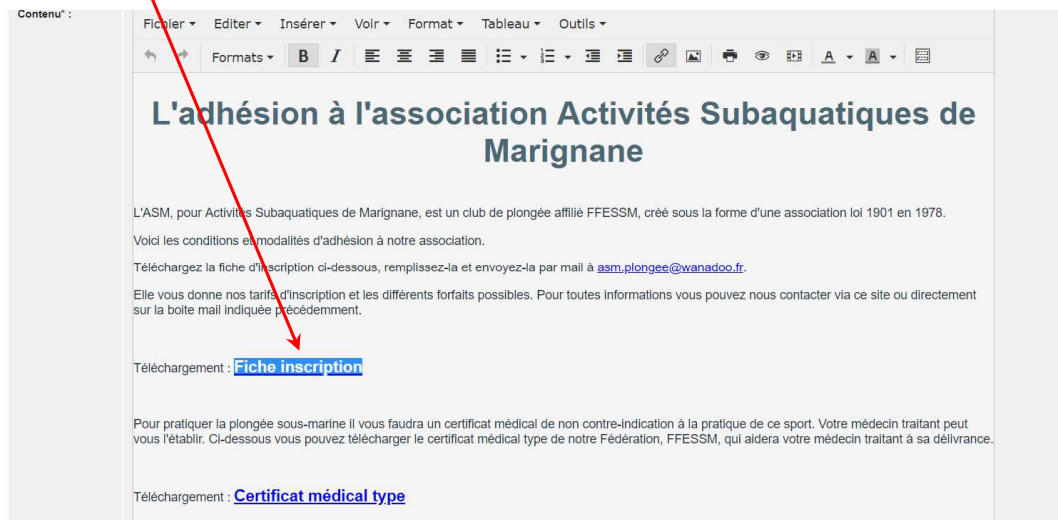 Contenu* :
Fichier Editer Insérer Voir Format Tableau Outils
Formats B I A A
L'adhésion à l'association Activités Subaquatiques de
Marignane
L'ASM, pour Activités Subaquatiques de Marignane, est un club de plongée affilié FFESSM, créé sous la forme d'une association loi 1901 en 1978.
Voici les conditions et modalités d'adhésion à notre association.
Téléchargez la fiche d'inscription ci-dessous, remplissez-la et envoyez-la par mail à asm.plongee@wanadoo.fr.
Elle vous donne nos tarifs d'inscription et les différents forfaits possibles. Pour toutes informations vous pouvez nous contacter via ce site ou directement
sur la boite mail indiquée précédemment.
Téléchargement : Fiche inscription
Pour pratiquer la plongée sous-marine il vous faudra un certificat médical de non contre-indication à la pratique de ce sport. Votre médecin traitant peut
vous l'établir. Ci-dessous vous pouvez télécharger le certificat médical type de notre Fédération, FFESSM, qui aidera votre médecin traitant à sa délivrance.
Téléchargement : Certificat médical type